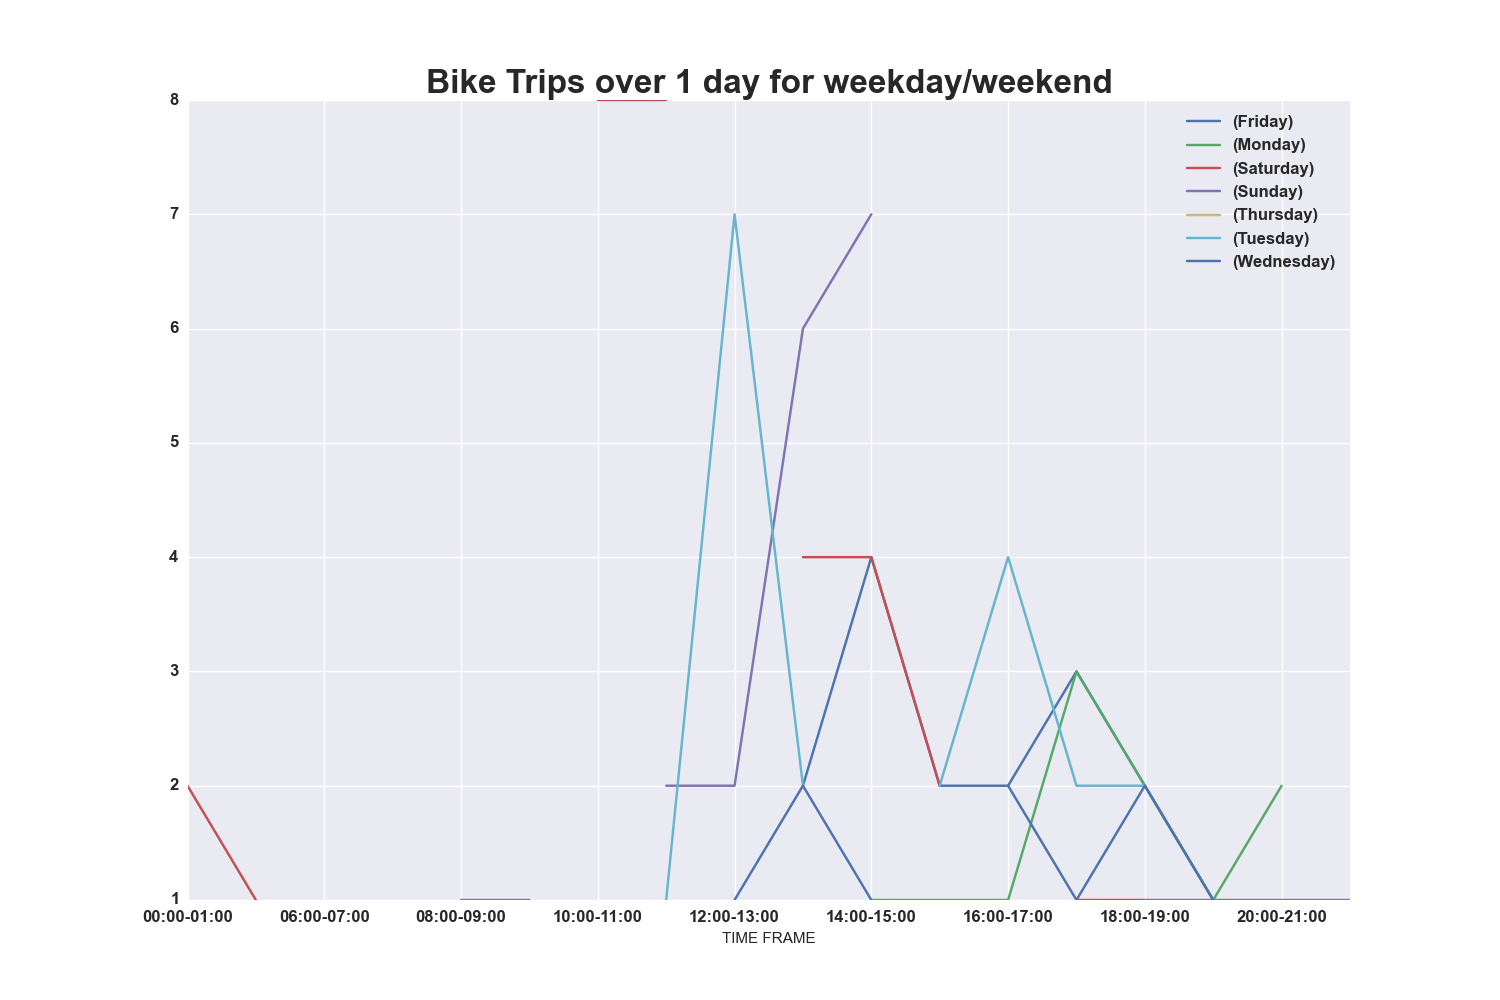 Bike Trips over 1 day for weekday/weekend
8
7
6
5
4
3
2
1
(Friday)
(Monday)
(Saturday)
(Sunday)
(Thursday)
(Tuesday)
(Wednesday)
00:00-01:00 06:00-07:00 08:00-09:00 10:00-11:00 12:00-13:00 14:00-15:00 16:00-17:00 18:00-19:00 20:00-21:00
TIME FRAME